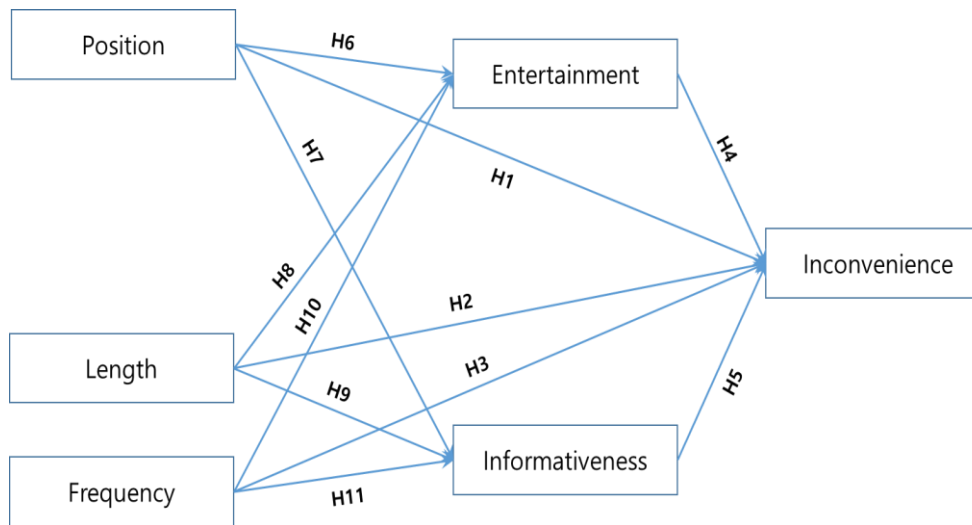 Position
H6
Entertainment
H7
H1
H4
Inconvenience
H8
H10
H2
Length
H3
H9
H5
Informativeness
Frequency
H11